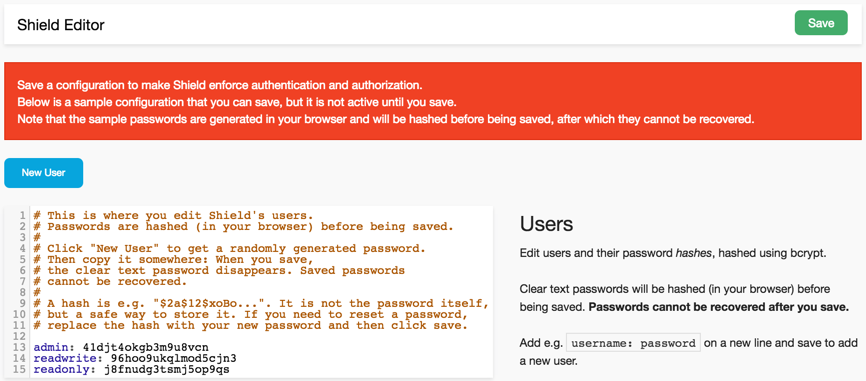 Shield Editor
Save
Save a configuration to make Shield enforce authentication and authorization.
Below is a sample configuration that you can save, but it is not active until you save.
Note that the sample passwords are generated in your browser and will be hashed before being saved, after which they cannot be recovered.
New User
1 # This is where you edit Shield's users.
2 # Passwords are hashed (in your browser) before being saved.
3 #
4 # Click "New User" to get a randomly generated password.
5 # Then copy it somewhere: When you save,
6 # the clear text password disappears. Saved passwords
7 # cannot be recovered.
8 #
9 # A hash is e.g. "$2a$12$xoBo...". It is not the password itself,
10 # but a safe way to store it. If you need to reset a password,
11 # replace the hash with your new password and then click save.
12
13 admin: 41djt4okgb3m9u8vcn
14 readwrite: 96hoo9ukqlmod5cjn3
15 readonly: j8fnudg3tsmj5op9qs
Users
Edit users and their password hashes, hashed using bcrypt.
Clear text passwords will be hashed (in your browser) before
being saved. Passwords cannot be recovered after you save.
Add e.g. username: password on a new line and save to add
a new user.